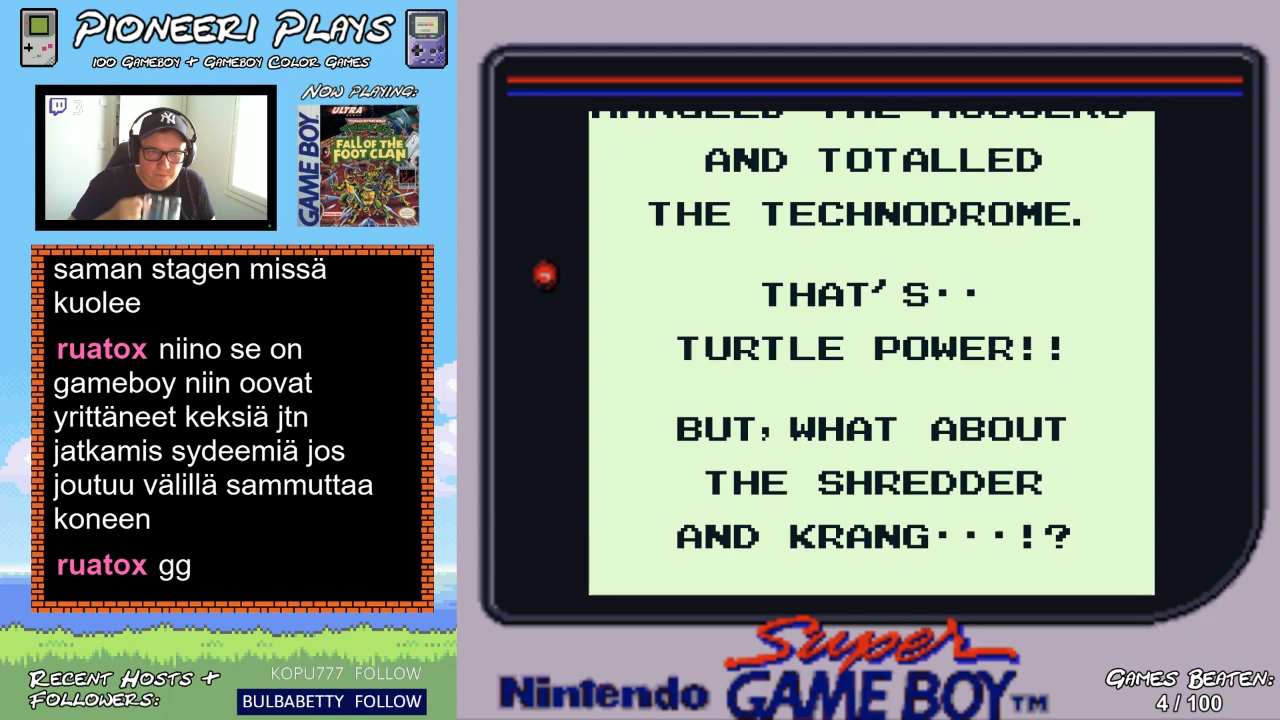 PIONEERI PLAYS
100 GAMEBOY + GAMEBOY COLOR GAMES
3
NOW PLAYING:
GAME BOY
ULTRA
TURTLES
FALL OF THE
FOOT CLAN
saman stagen missä
kuolee
ruatox niino se on
gameboy niin oovat
yrittäneet keksiä jtn
jatkamis sydeemiä jos
joutuu välillä sammuttaa
koneen
ruatox gg
RECENT HOSTS +
FOLLOWERS:
KOPU777 FOLLOW
BULBABETTY FOLLOW
AND TOTALLED
THE TECHNODROME.
THAT'S··
TURTLE POWER!!
BUT, WHAT ABOUT
THE SHREDDER
AND KRANG···!?
Super
Nintendo GAME BOY™
GAMES BEATEN:
4 / 100